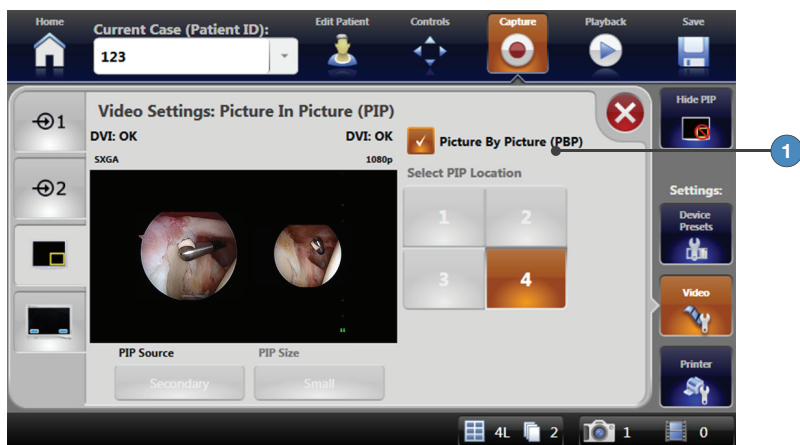 Home
Current Case (Patient ID):
123
Edit Patient
Controls
Capture
Playback
Save
1
2
Video Settings: Picture In Picture (PIP)
DVI: OK
DVI: OK
SXGA
1080p
Picture By Picture (PBP)
1
Select PIP Location
1
2
3
4
PIP Source
PIP Size
Secondary
Small
Hide PIP
Settings:
Device
Presets
Video
Printer
4L
2
1
0